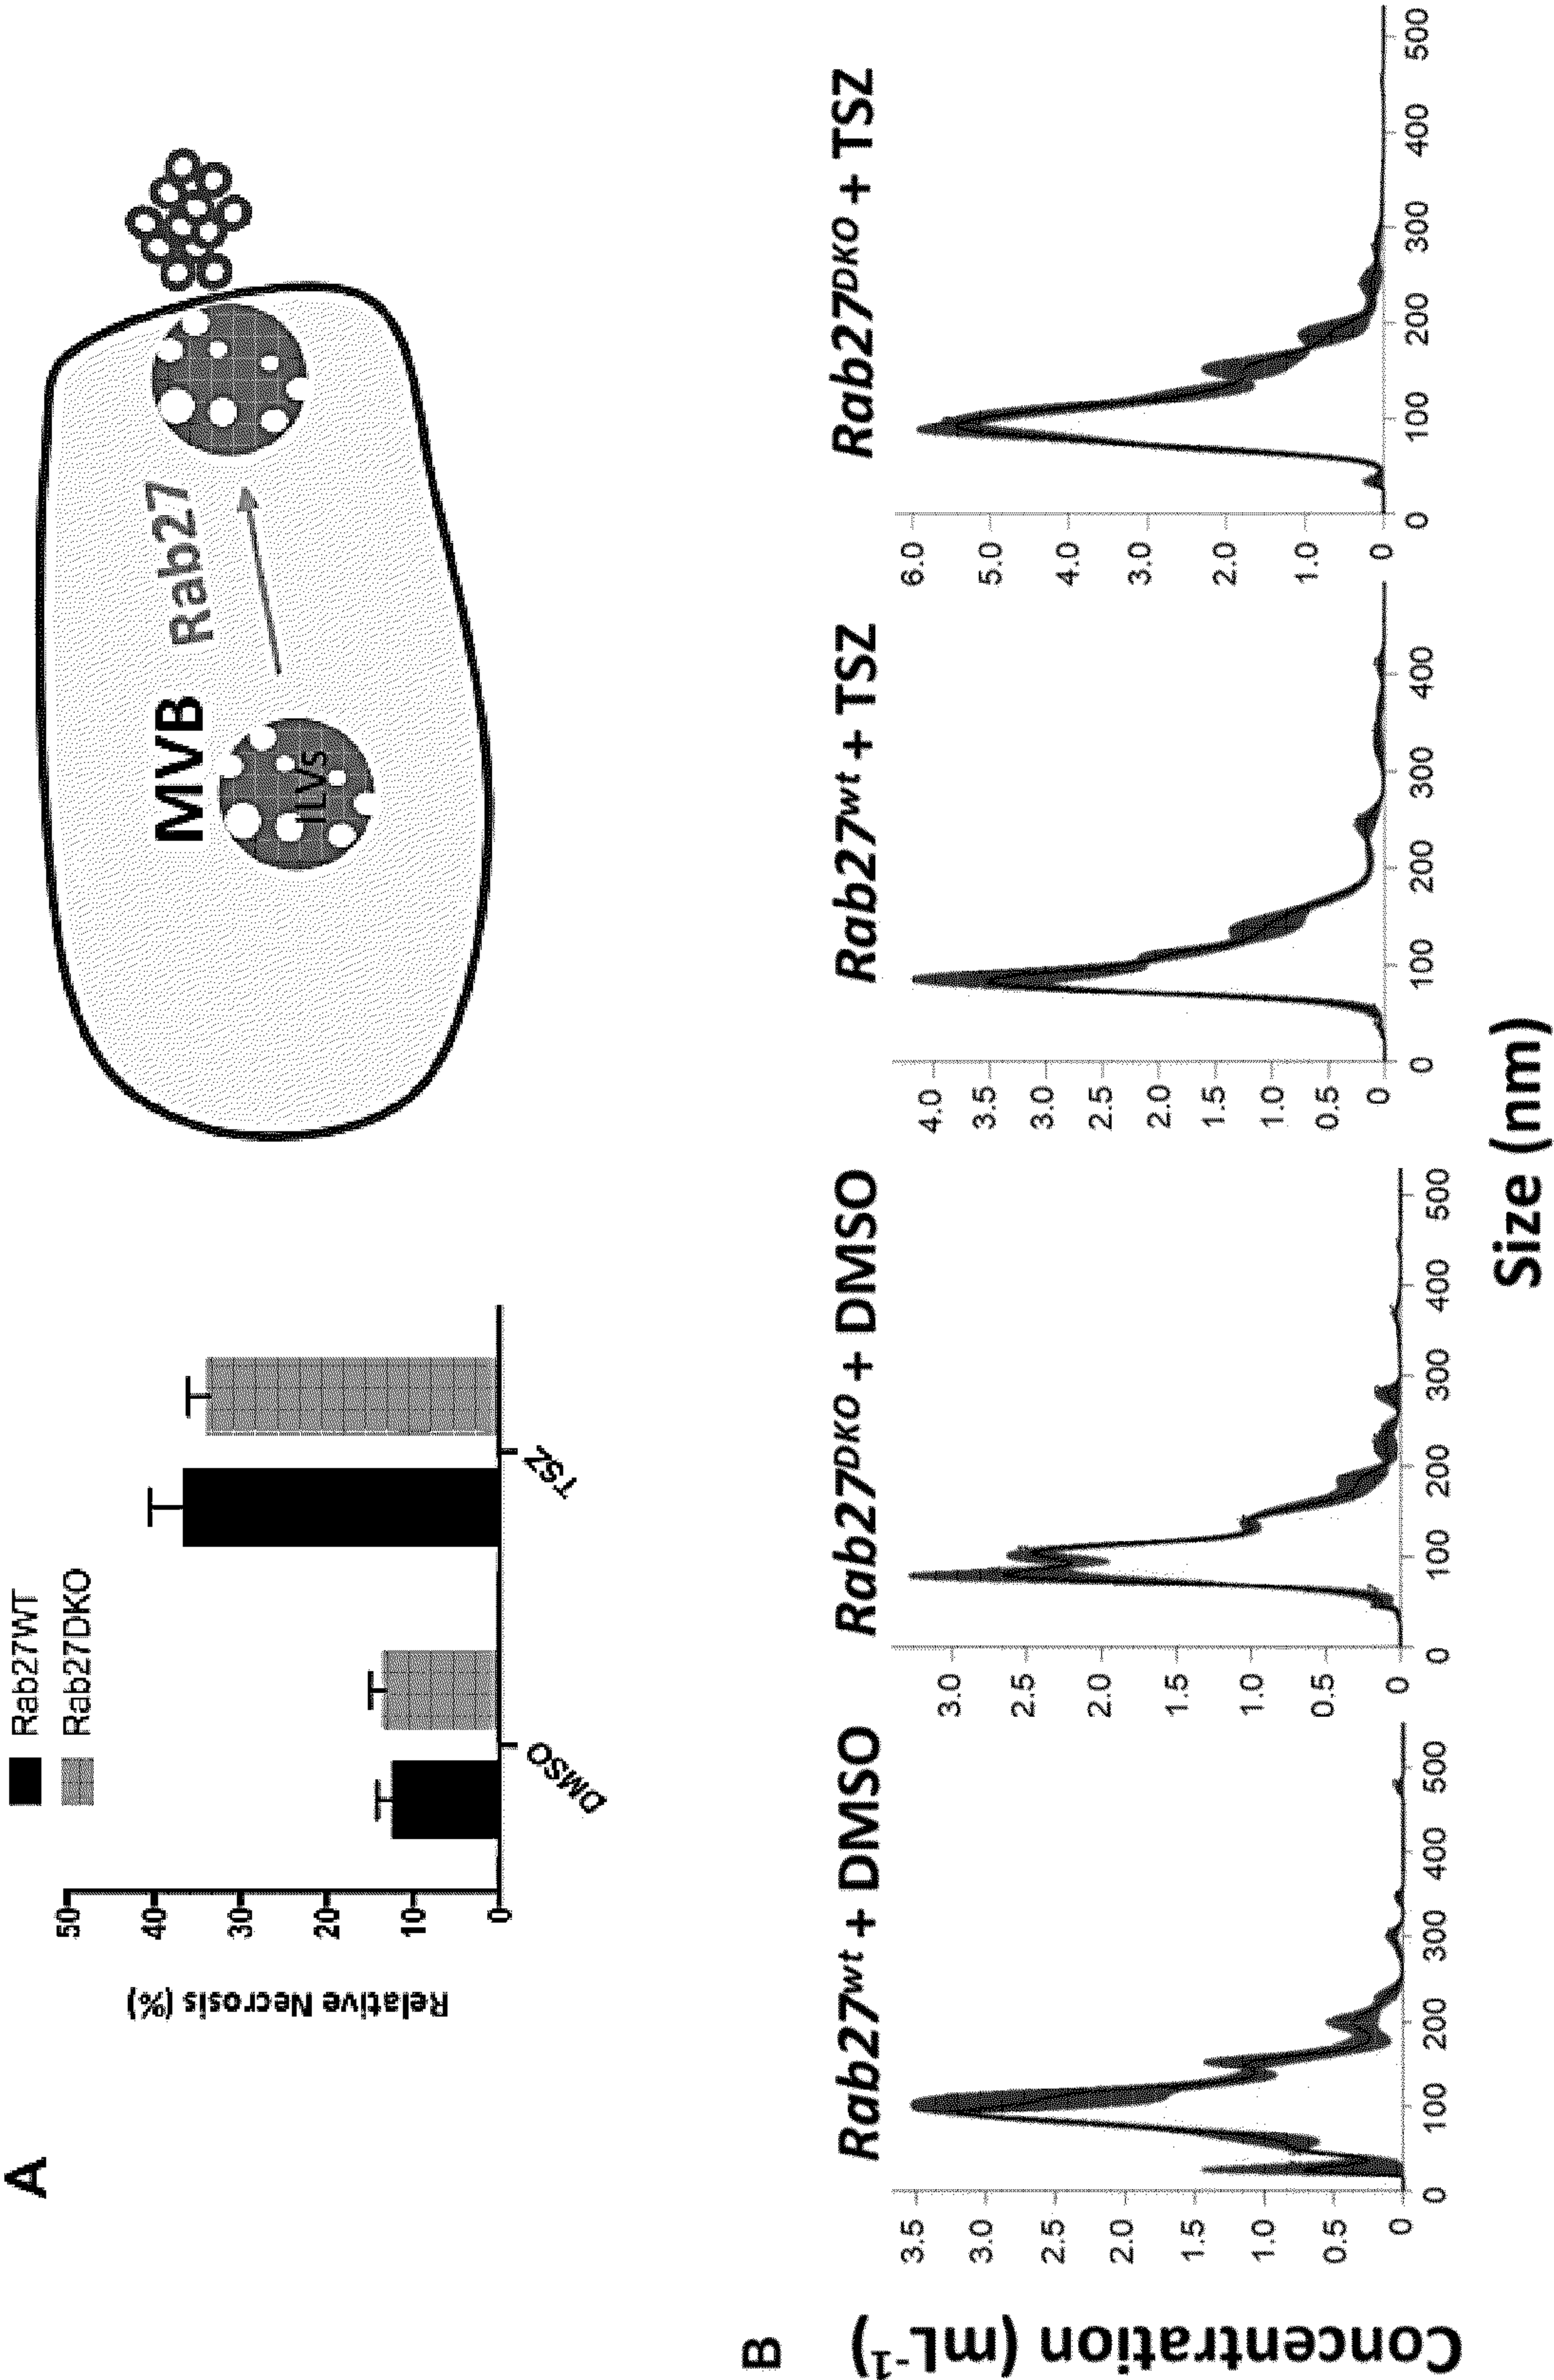 A
Rab27WT
Rab27DKO
Relative Necrosis (%)
50
40
30
20
10
0
DMSO
TSZ
MVB
Rab27
ILVs
B
Concentration (mL-1)
Rab27wt + DMSO
3.5
3.0
2.5
2.0
1.5
1.0
0.5
0
0 100 200 300 400 500
Rab27DKO + DMSO
3.0
2.5
2.0
1.5
1.0
0.5
0
0 100 200 300 400 500
Rab27wt + TSZ
4.0
3.5
3.0
2.5
2.0
1.5
1.0
0.5
0
0 100 200 300 400
Rab27DKO + TSZ
6.0
5.0
4.0
3.0
2.0
1.0
0
0 100 200 300 400 500
Size (nm)